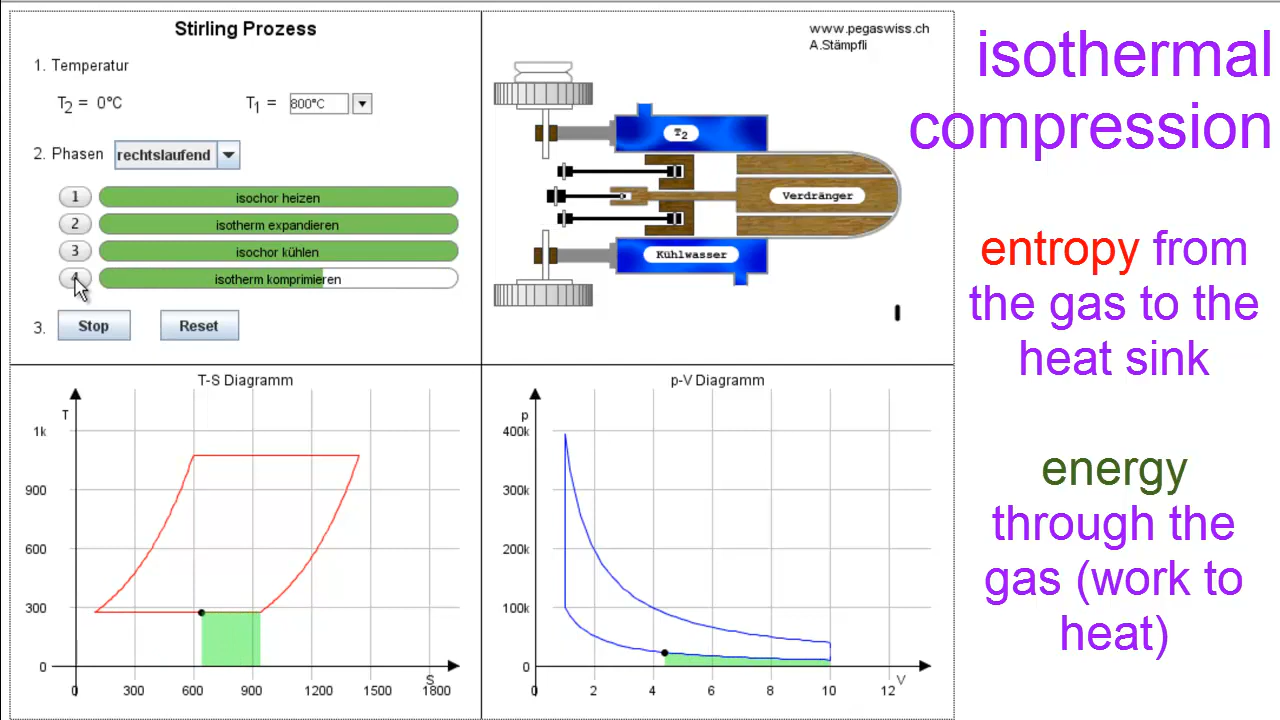 Stirling Prozess
1. Temperatur
T2 = 0°C
T1 = 800°C
2. Phasen rechtslaufend
1 isochor heizen
2 isotherm expandieren
3 isochor kühlen
4 isotherm komprimieren
3. Stop Reset
www.pegaswiss.ch
A.Stämpfli
T2
Verdränger
Kühlwasser
isothermal
compression
entropy from
the gas to the
heat sink
energy
through the
gas (work to
heat)
T-S Diagramm
T
1k
900
600
300
0
S
0 300 600 900 1200 1500 1800
p-V Diagramm
p
400k
300k
200k
100k
0
V
0 2 4 6 8 10 12